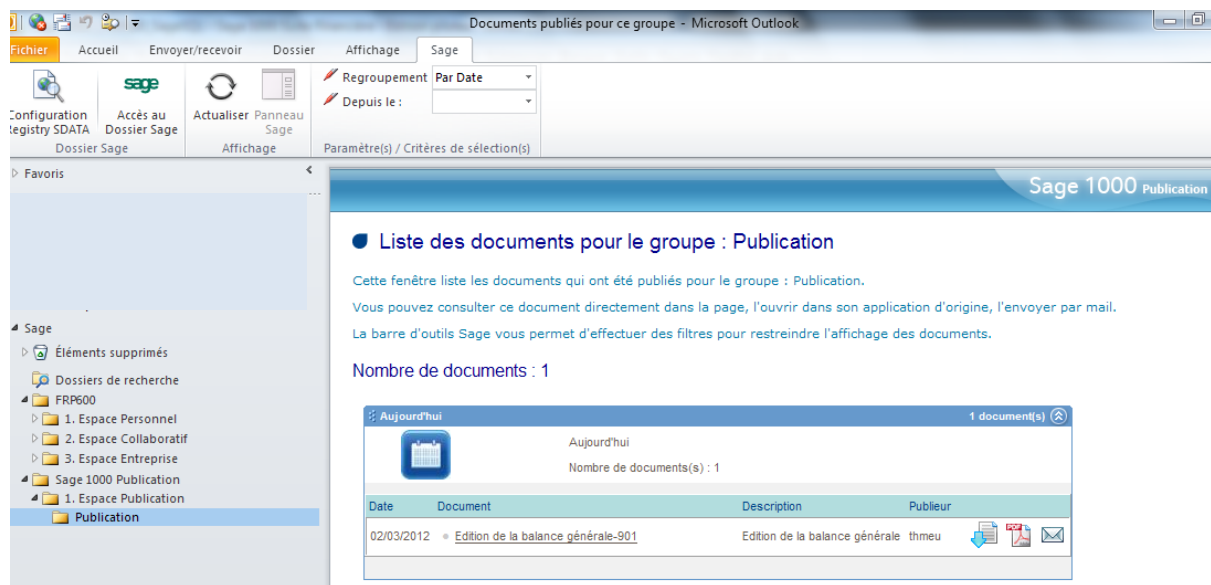 Documents publiés pour ce groupe - Microsoft Outlook
Fichier Accueil Envoyer/recevoir Dossier Affichage Sage
sage
Regroupement Par Date
Depuis le :
Configuration Registry SDATA
Accès au Dossier Sage
Actualiser
Panneau Sage
Dossier Sage Affichage Paramètre(s) / Critères de sélection(s)
Favoris
Sage
Éléments supprimés
Dossiers de recherche
FRP600
1. Espace Personnel
2. Espace Collaboratif
3. Espace Entreprise
Sage 1000 Publication
1. Espace Publication
Publication
Sage 1000 Publication
Liste des documents pour le groupe : Publication
Cette fenêtre liste les documents qui ont été publiés pour le groupe : Publication.
Vous pouvez consulter ce document directement dans la page, l'ouvrir dans son application d'origine, l'envoyer par mail.
La barre d'outils Sage vous permet d'effectuer des filtres pour restreindre l'affichage des documents.
Nombre de documents : 1
Aujourd'hui 1 document(s)
Aujourd'hui
Nombre de documents(s) : 1
Date Document Description Publieur
02/03/2012 Edition de la balance générale-901 Edition de la balance générale thmeu
PDF